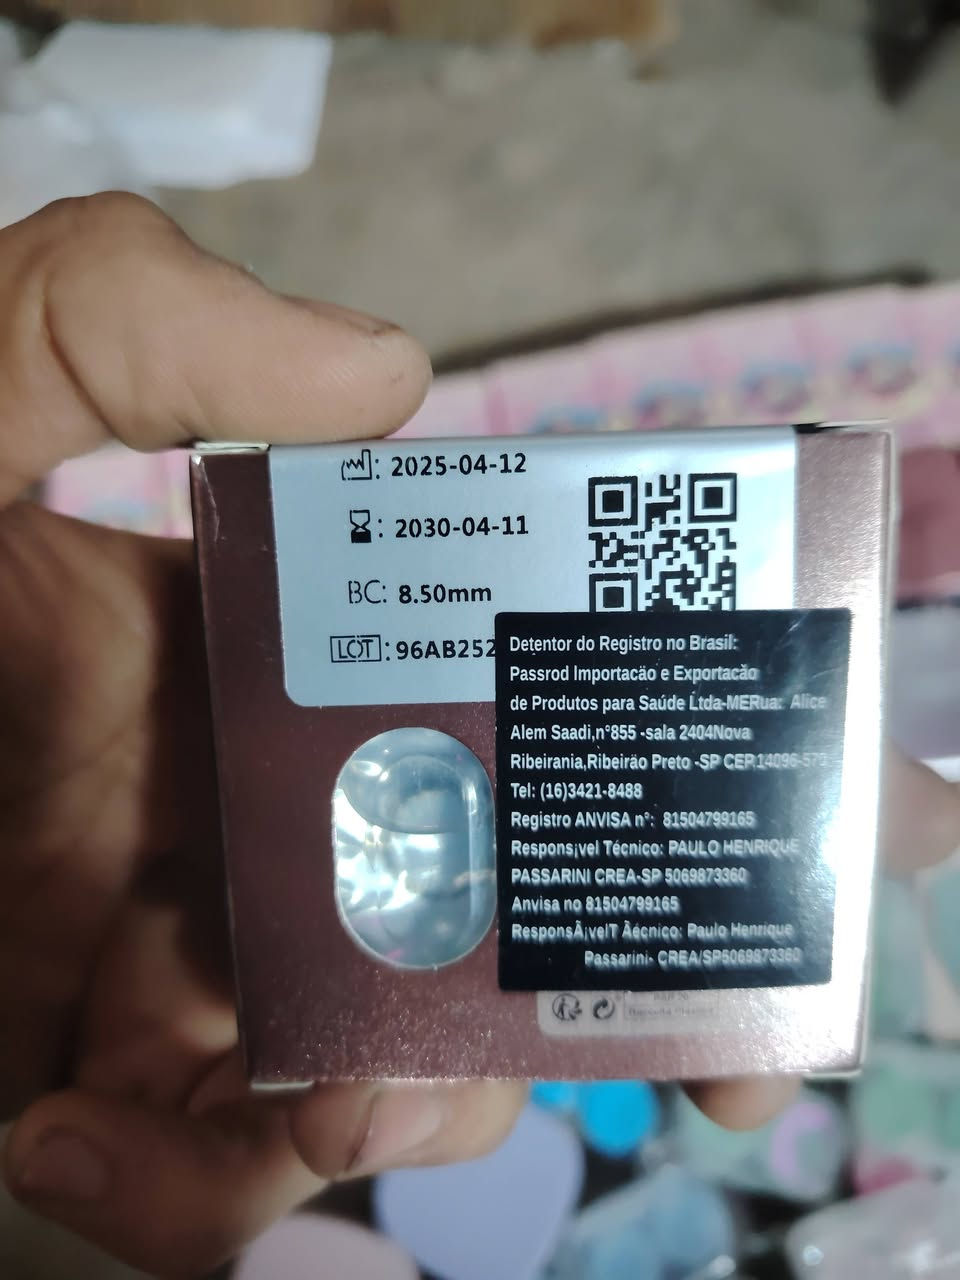 : 2025-04-12
: 2030-04-11
BC: 8.50mm
LOT: 96AB252
Detentor do Registro no Brasil:
Passrod Importacäo e Exportacão
de Produtos para Saúde Ltda-MERua: Alice
Alem Saadi,n°855 -sala 2404Nova
Ribeirania,Ribeirão Preto -SP CEP.14096-570
Tel: (16)3421-8488
Registro ANVISA n°: 81504799165
Respons¡vel Técnico: PAULO HENRIQUE
PASSARINI CREA-SP 5069873360
Anvisa no 81504799165
ResponsÃ¡velT Ãécnico: Paulo Henrique
Passarini- CREA/SP5069873360